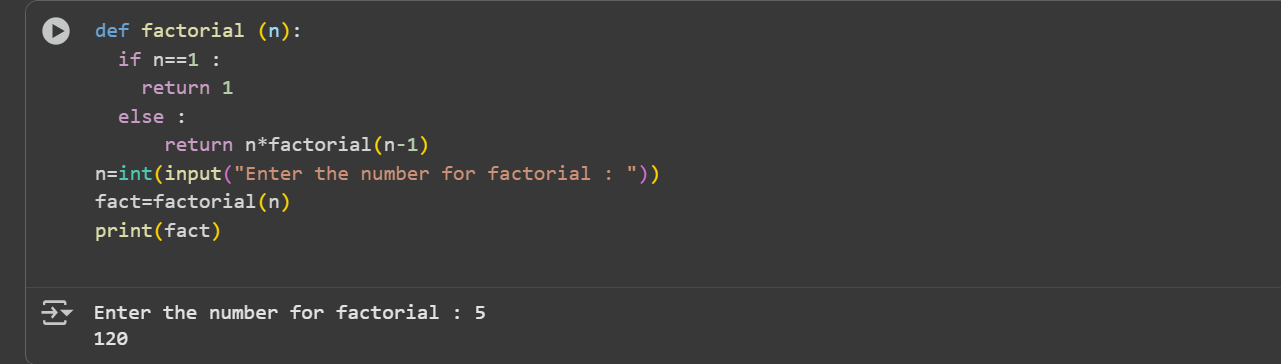 def factorial (n):
  if n==1 :
    return 1
  else :
      return n*factorial(n-1)
n=int(input("Enter the number for factorial : "))
fact=factorial(n)
print(fact)
Enter the number for factorial : 5
120